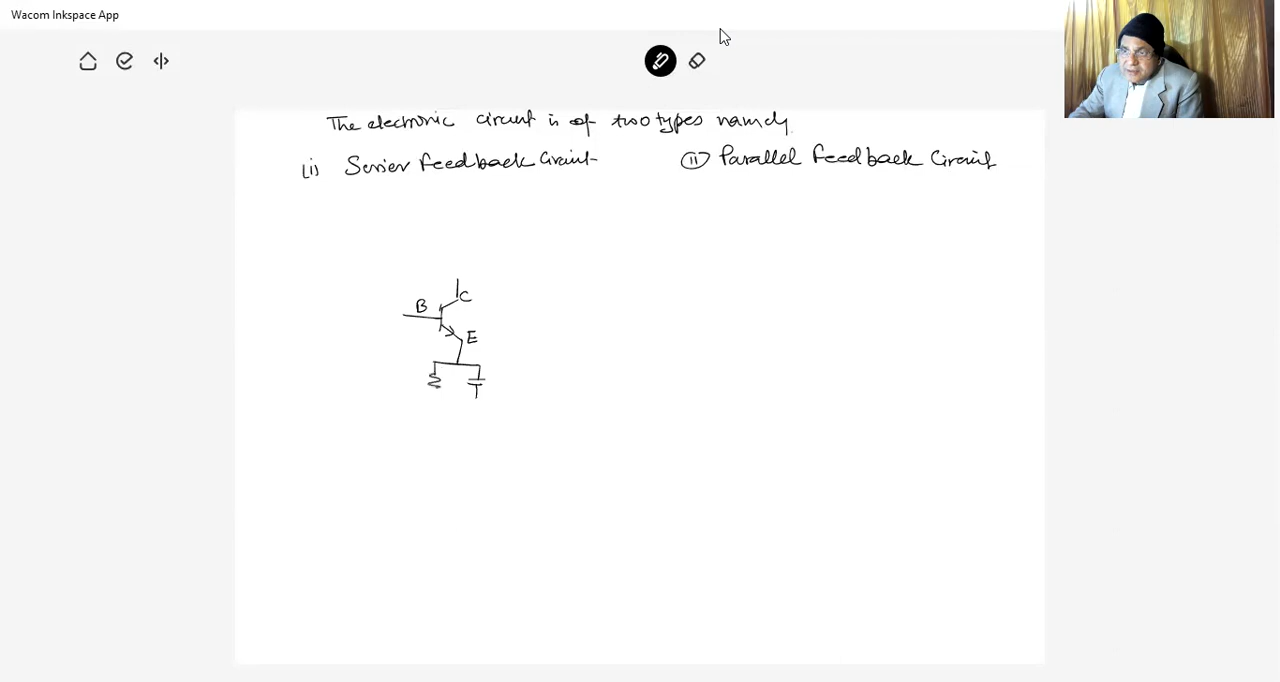 Wacom Inkspace App
The electronic circuit is of two types namely
(i) Series feedback Circuit (ii) Parallel feedback Circuit
C
B
E